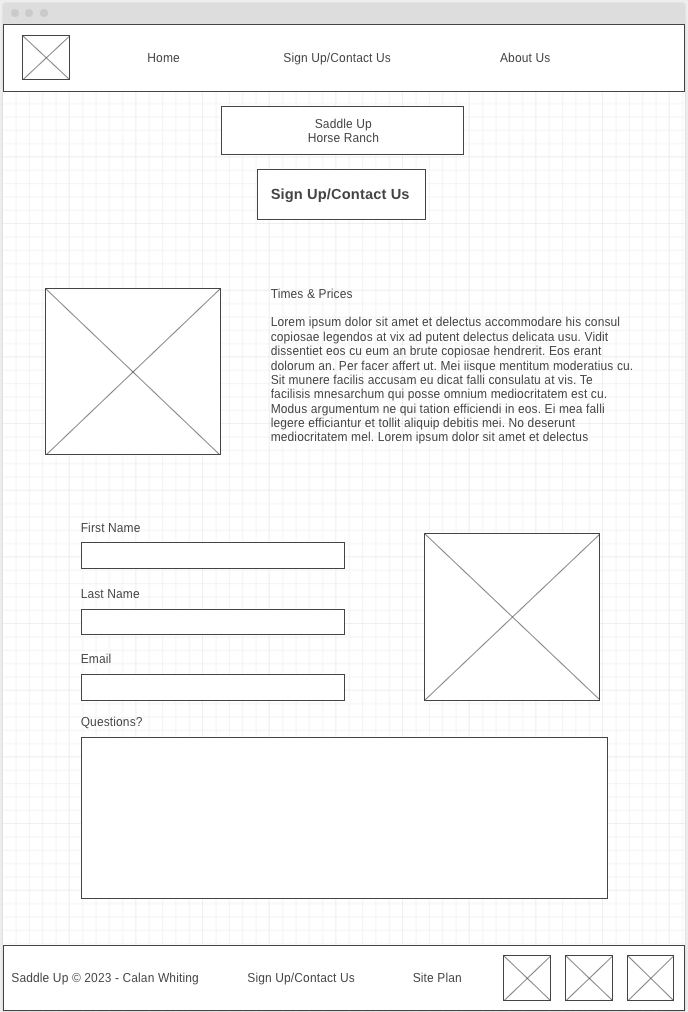 Home
Sign Up/Contact Us
About Us
Saddle Up
Horse Ranch
Sign Up/Contact Us
Times & Prices
Lorem ipsum dolor sit amet et delectus accommodare his consul
copiosae legendos at vix ad putent delectus delicata usu. Vidit
dissentiet eos cu eum an brute copiosae hendrerit. Eos erant
dolorum an. Per facer affert ut. Mei iisque mentitum moderatius cu.
Sit munere facilis accusam eu dicat falli consulatu at vis. Te
facilisis mnesarchum qui posse omnium mediocritatem est cu.
Modus argumentum ne qui tation efficiendi in eos. Ei mea falli
legere efficiantur et tollit aliquip debitis mei. No deserunt
mediocritatem mel. Lorem ipsum dolor sit amet et delectus
First Name
Last Name
Email
Questions?
Saddle Up © 2023 - Calan Whiting
Sign Up/Contact Us
Site Plan